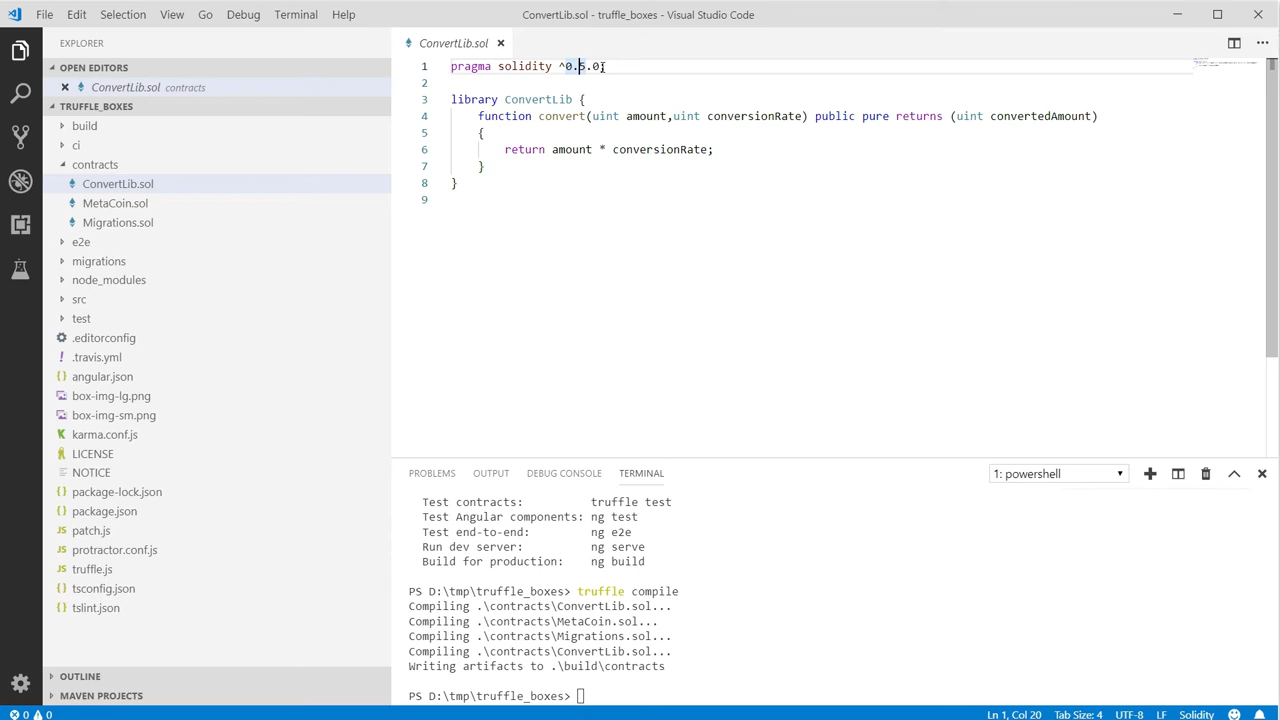 File Edit Selection View Go Debug Terminal Help
ConvertLib.sol - truffle_boxes - Visual Studio Code
EXPLORER
OPEN EDITORS
ConvertLib.sol contracts
TRUFFLE_BOXES
build
ci
contracts
ConvertLib.sol
MetaCoin.sol
Migrations.sol
e2e
migrations
node_modules
src
test
.editorconfig
.travis.yml
angular.json
box-img-lg.png
box-img-sm.png
karma.conf.js
LICENSE
NOTICE
package-lock.json
package.json
patch.js
protractor.conf.js
truffle.js
tsconfig.json
tslint.json
OUTLINE
MAVEN PROJECTS
ConvertLib.sol
1 pragma solidity ^0.5.0;
2
3 library ConvertLib {
4 function convert(uint amount,uint conversionRate) public pure returns (uint convertedAmount)
5 {
6 return amount * conversionRate;
7 }
8 }
9
PROBLEMS OUTPUT DEBUG CONSOLE TERMINAL
1: powershell
Test contracts: truffle test
Test Angular components: ng test
Test end-to-end: ng e2e
Run dev server: ng serve
Build for production: ng build
PS D:\tmp\truffle_boxes> truffle compile
Compiling .\contracts\ConvertLib.sol...
Compiling .\contracts\MetaCoin.sol...
Compiling .\contracts\Migrations.sol...
Compiling .\contracts\ConvertLib.sol...
Writing artifacts to .\build\contracts
PS D:\tmp\truffle_boxes>
0 0
Ln 1, Col 20 Tab Size: 4 UTF-8 LF Solidity